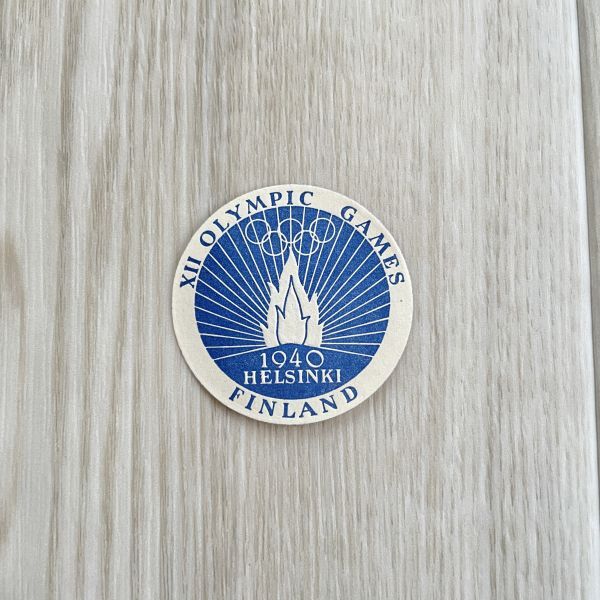 XII OLYMPIC GAMES
1940
HELSINKI
FINLAND